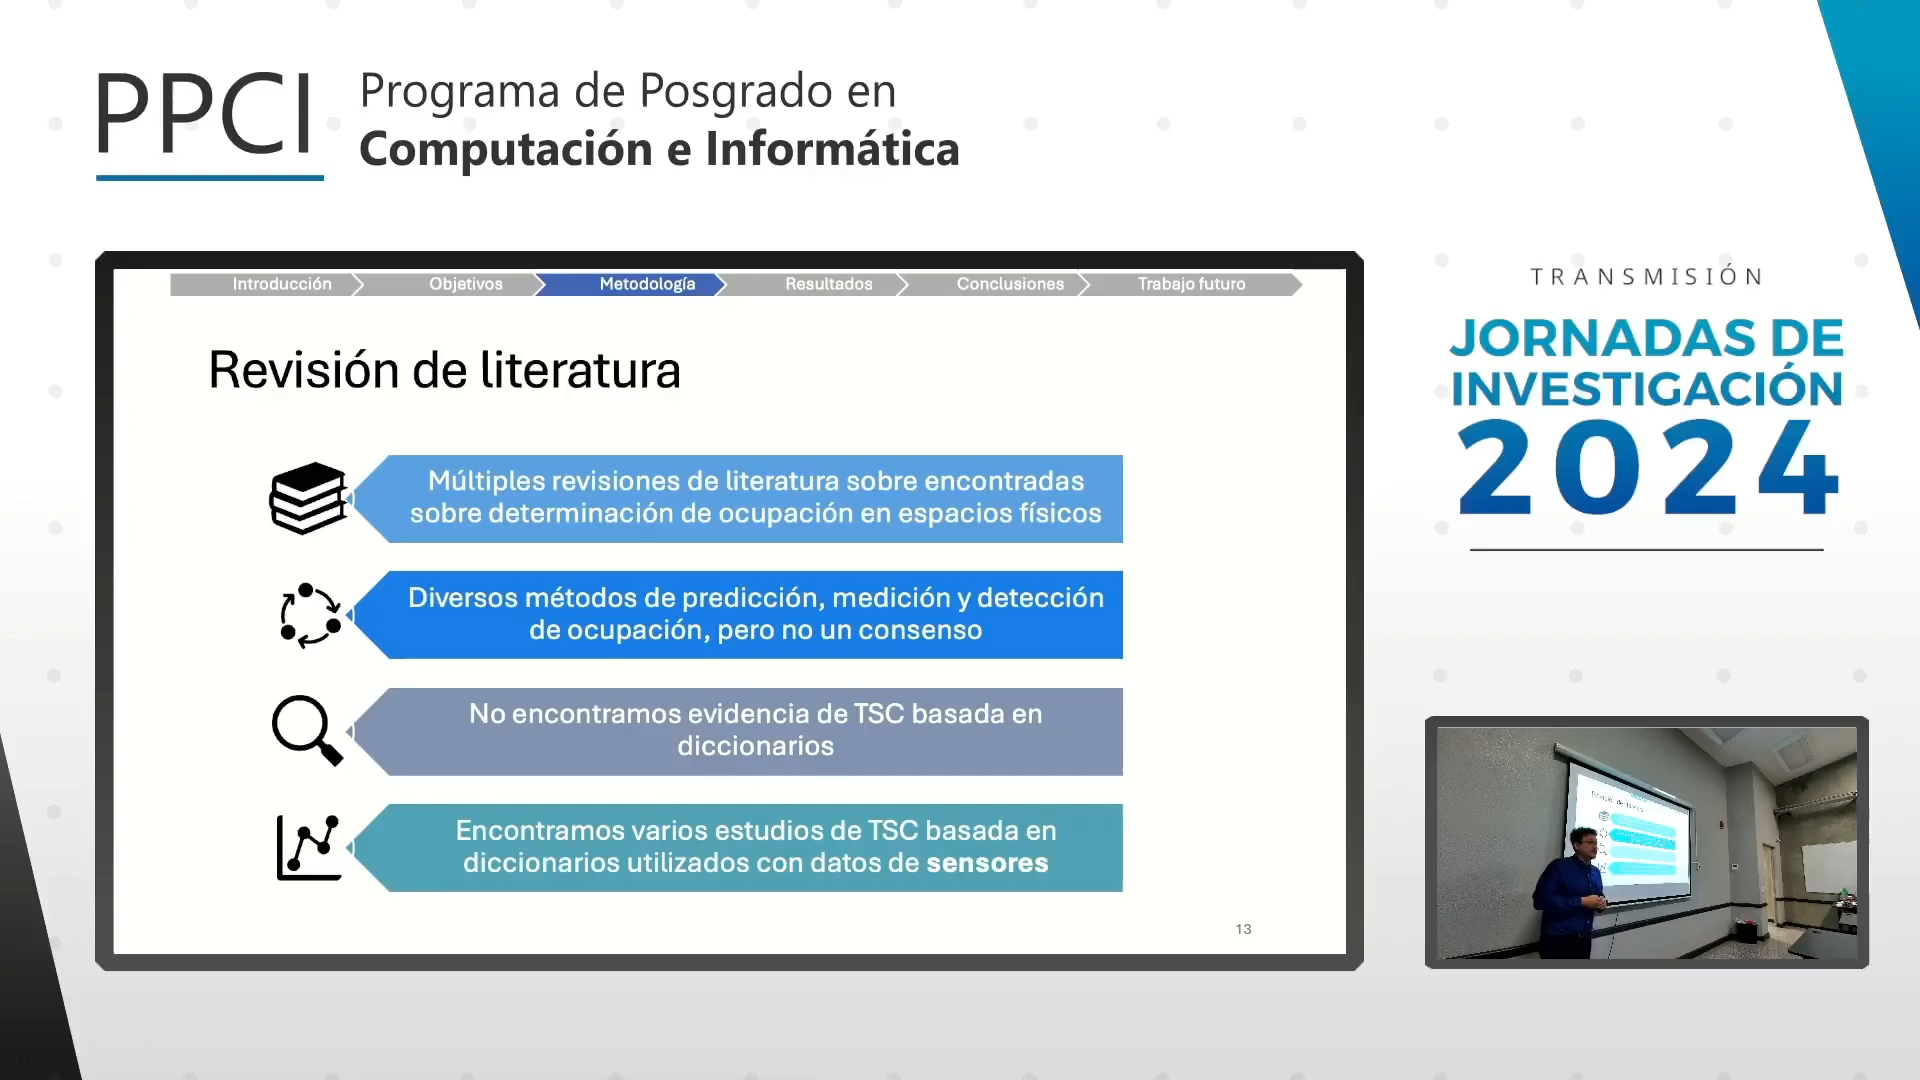 PPCI
Programa de Posgrado en
Computación e Informática
Introducción
Objetivos
Metodología
Resultados
Conclusiones
Trabajo futuro
Revisión de literatura
Múltiples revisiones de literatura sobre encontradas
sobre determinación de ocupación en espacios físicos
Diversos métodos de predicción, medición y detección
de ocupación, pero no un consenso
No encontramos evidencia de TSC basada en
diccionarios
Encontramos varios estudios de TSC basada en
diccionarios utilizados con datos de sensores
13
TRANSMISIÓN
JORNADAS DE
INVESTIGACIÓN
2024